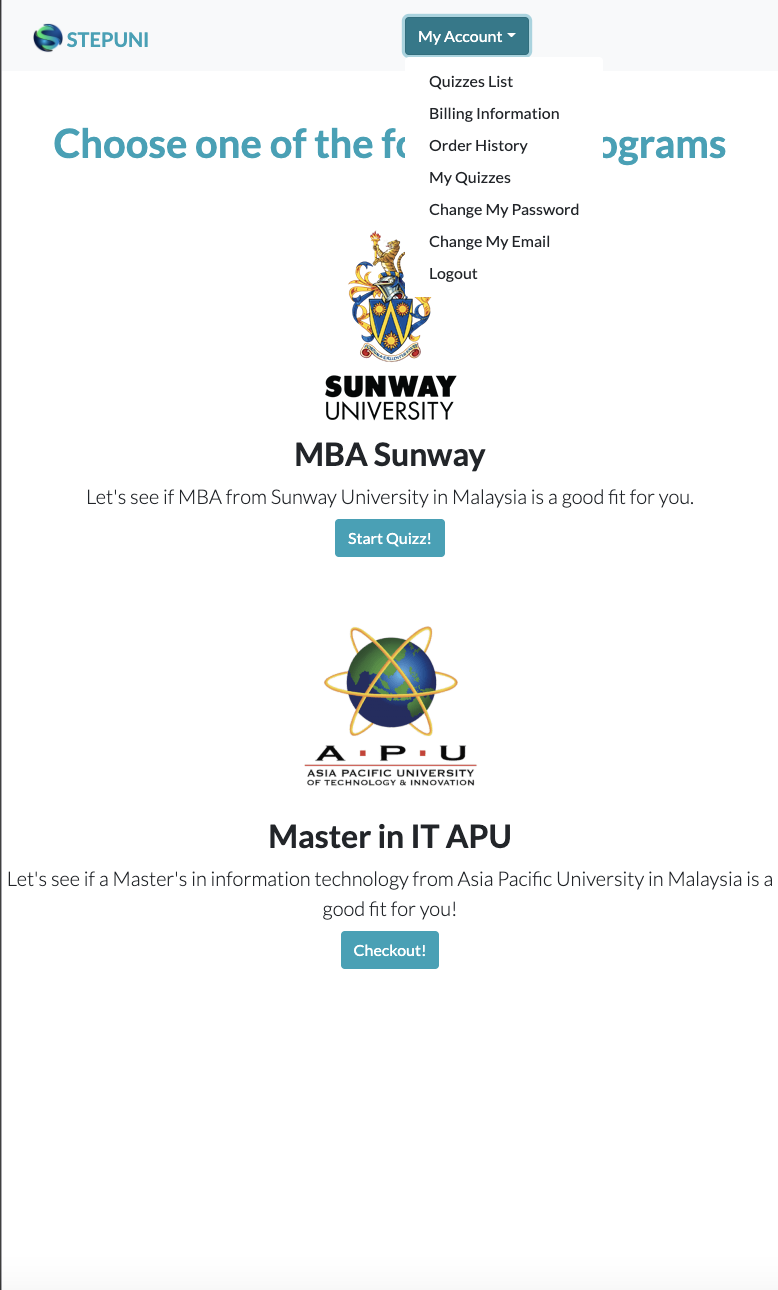 STEPUNI
My Account
Quizzes List
Billing Information
Order History
My Quizzes
Change My Password
Change My Email
Logout
Choose one of the
SUNWAY
UNIVERSITY
MBA Sunway
Let's see if MBA from Sunway University in Malaysia is a good fit for you.
Start Quizz!
A·P·U
ASIA PACIFIC UNIVERSITY
OF TECHNOLOGY & INNOVATION
Master in IT APU
Let's see if a Master's in information technology from Asia Pacific University in Malaysia is a
good fit for you!
Checkout!